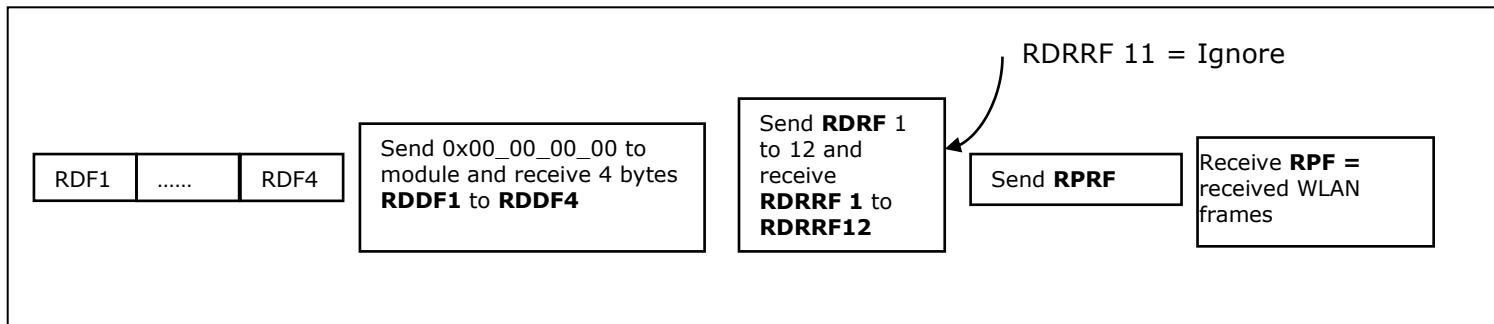 RDRRF 11 = Ignore
RDF1
......
RDF4
Send 0x00_00_00_00 to
module and receive 4 bytes
RDDF1 to RDDF4
Send RDRF 1
to 12 and
receive
RDRRF 1 to
RDRRF12
Send RPRF
Receive RPF =
received WLAN
frames